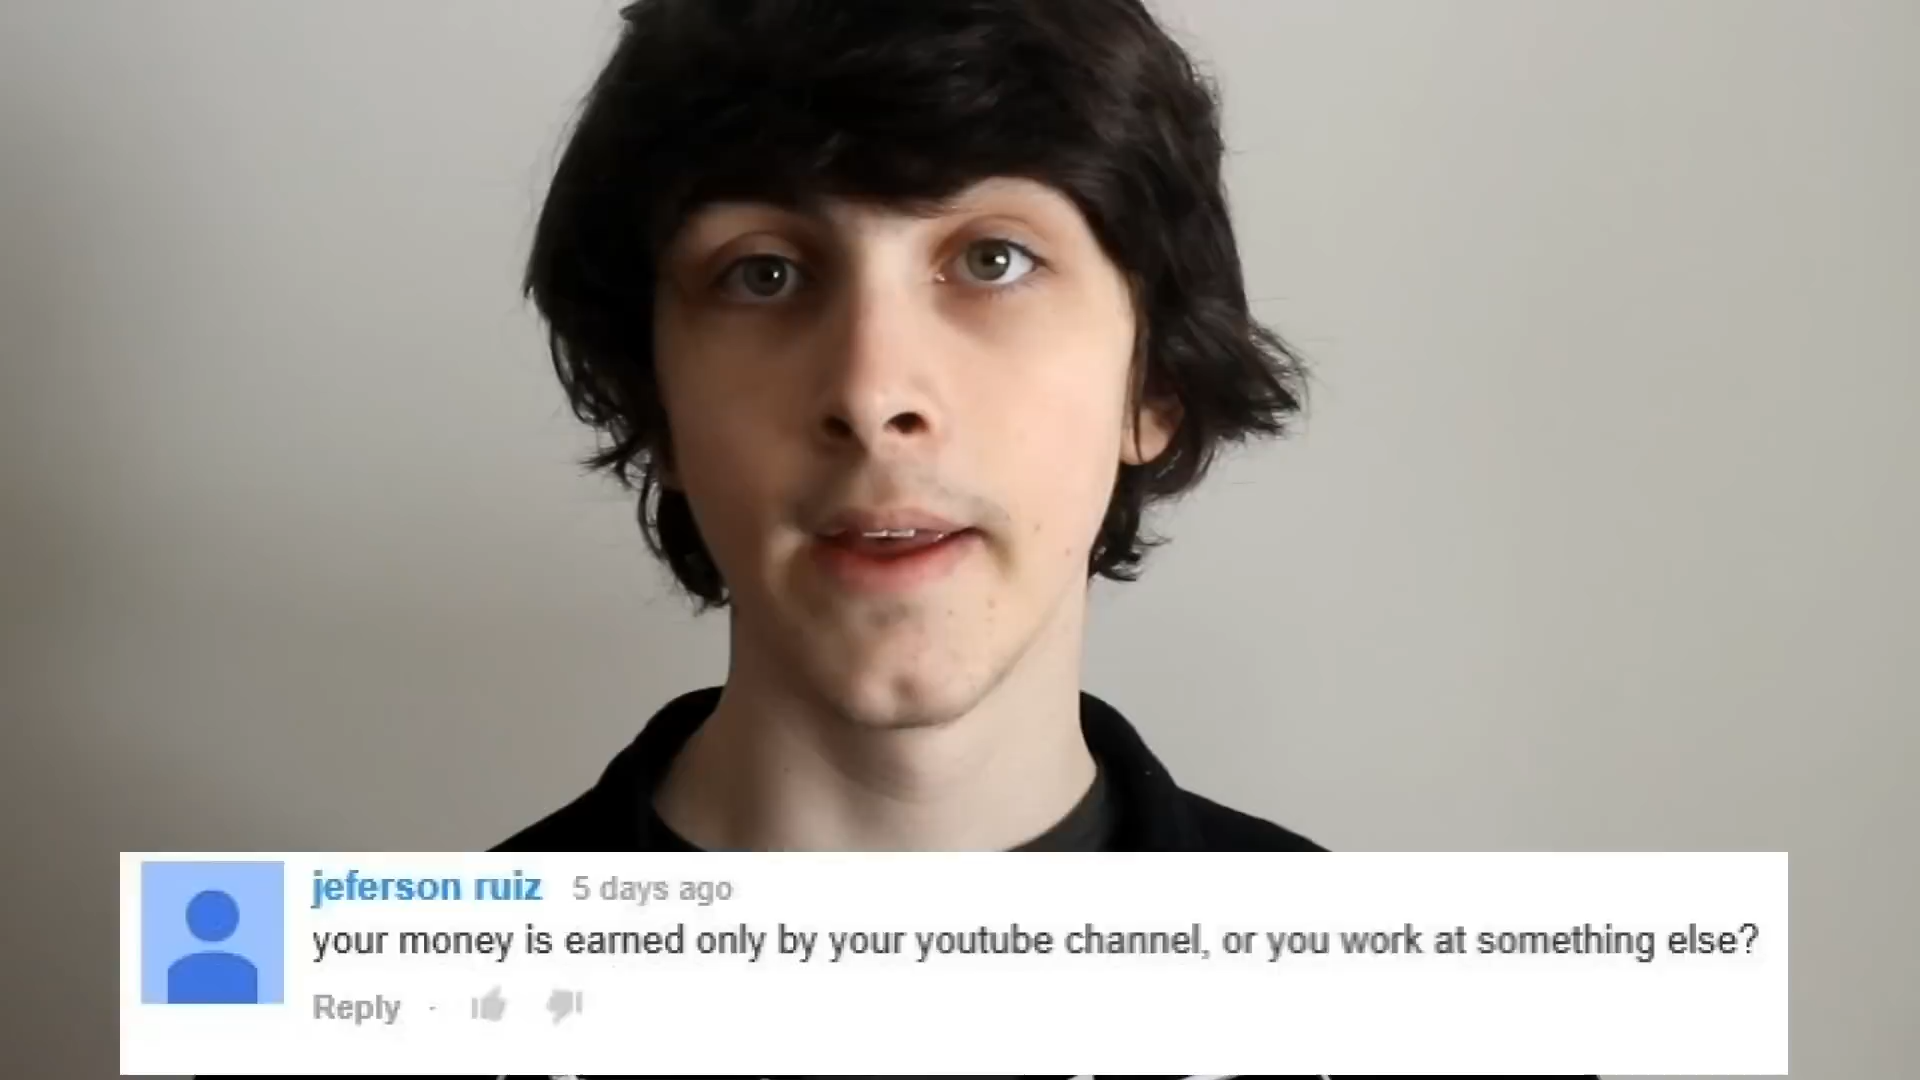 jeferson ruiz 5 days ago
your money is earned only by your youtube channel, or you work at something else?
Reply